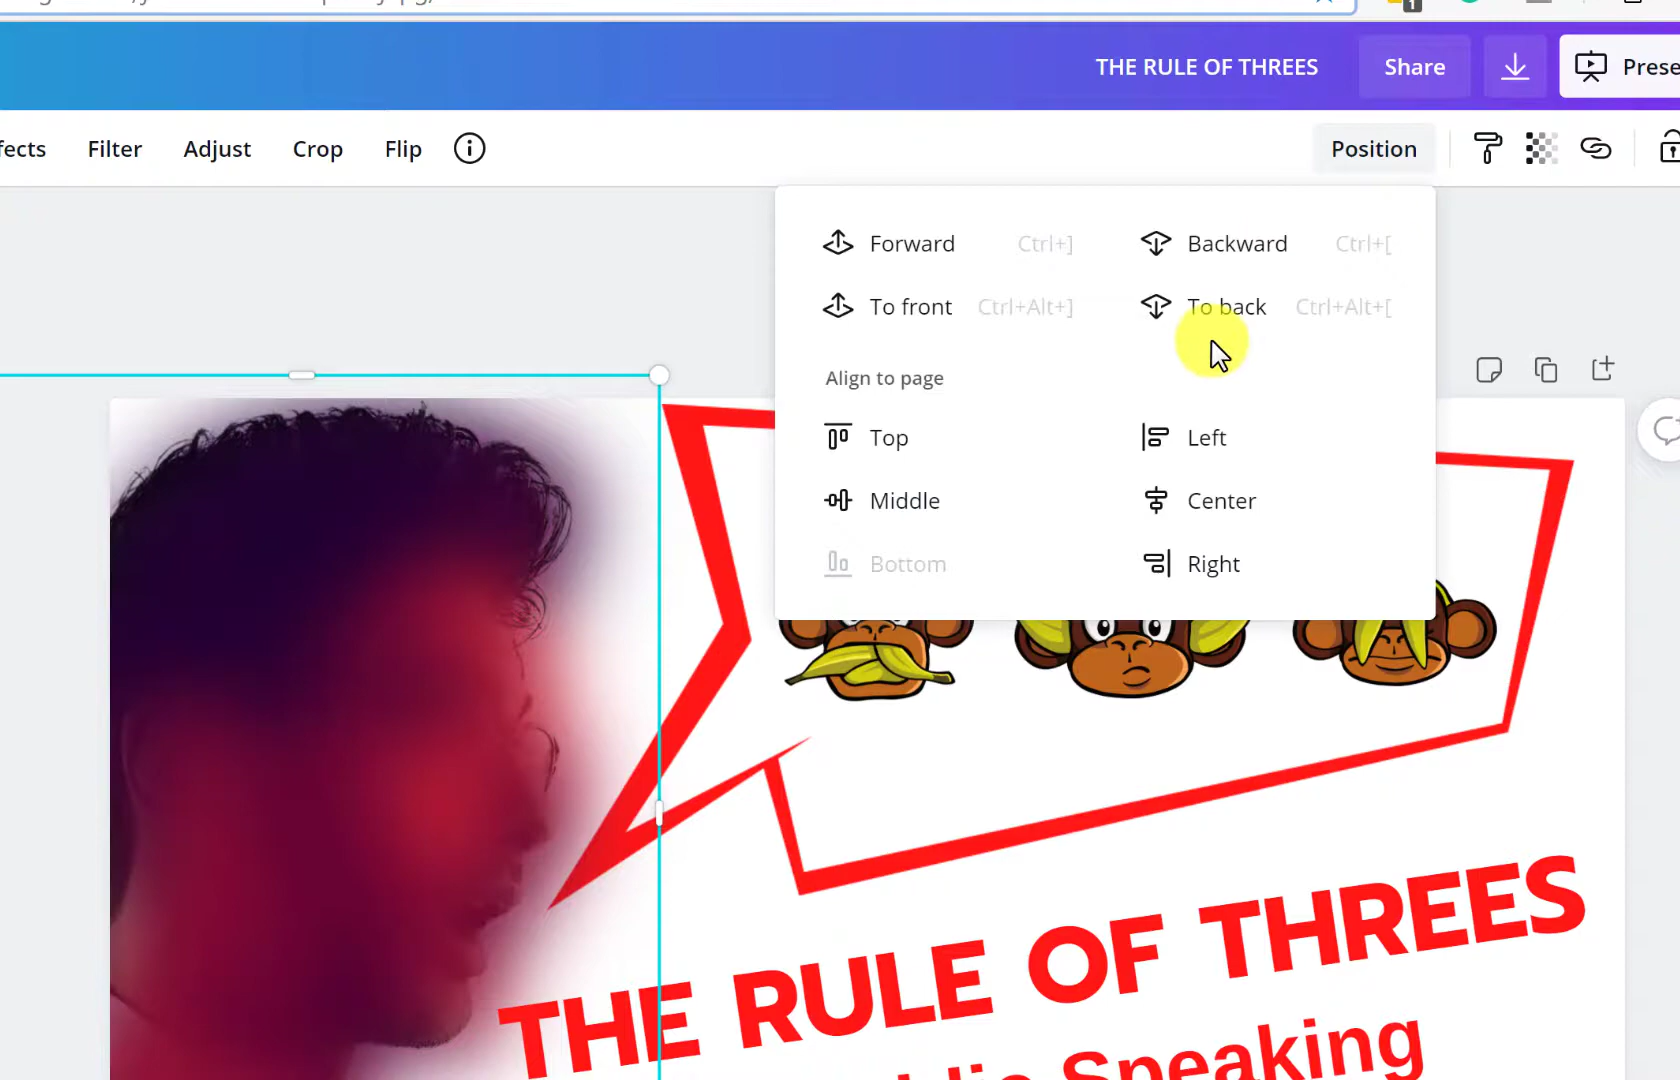 1
THE RULE OF THREES
Share
Prese
fects
Filter
Adjust
Crop
Flip
Position
Forward Ctrl+]
Backward Ctrl+[
To front Ctrl+Alt+]
To back Ctrl+Alt+[
Align to page
Top
Left
Middle
Center
Bottom
Right
THE RULE OF THREES
Speaking